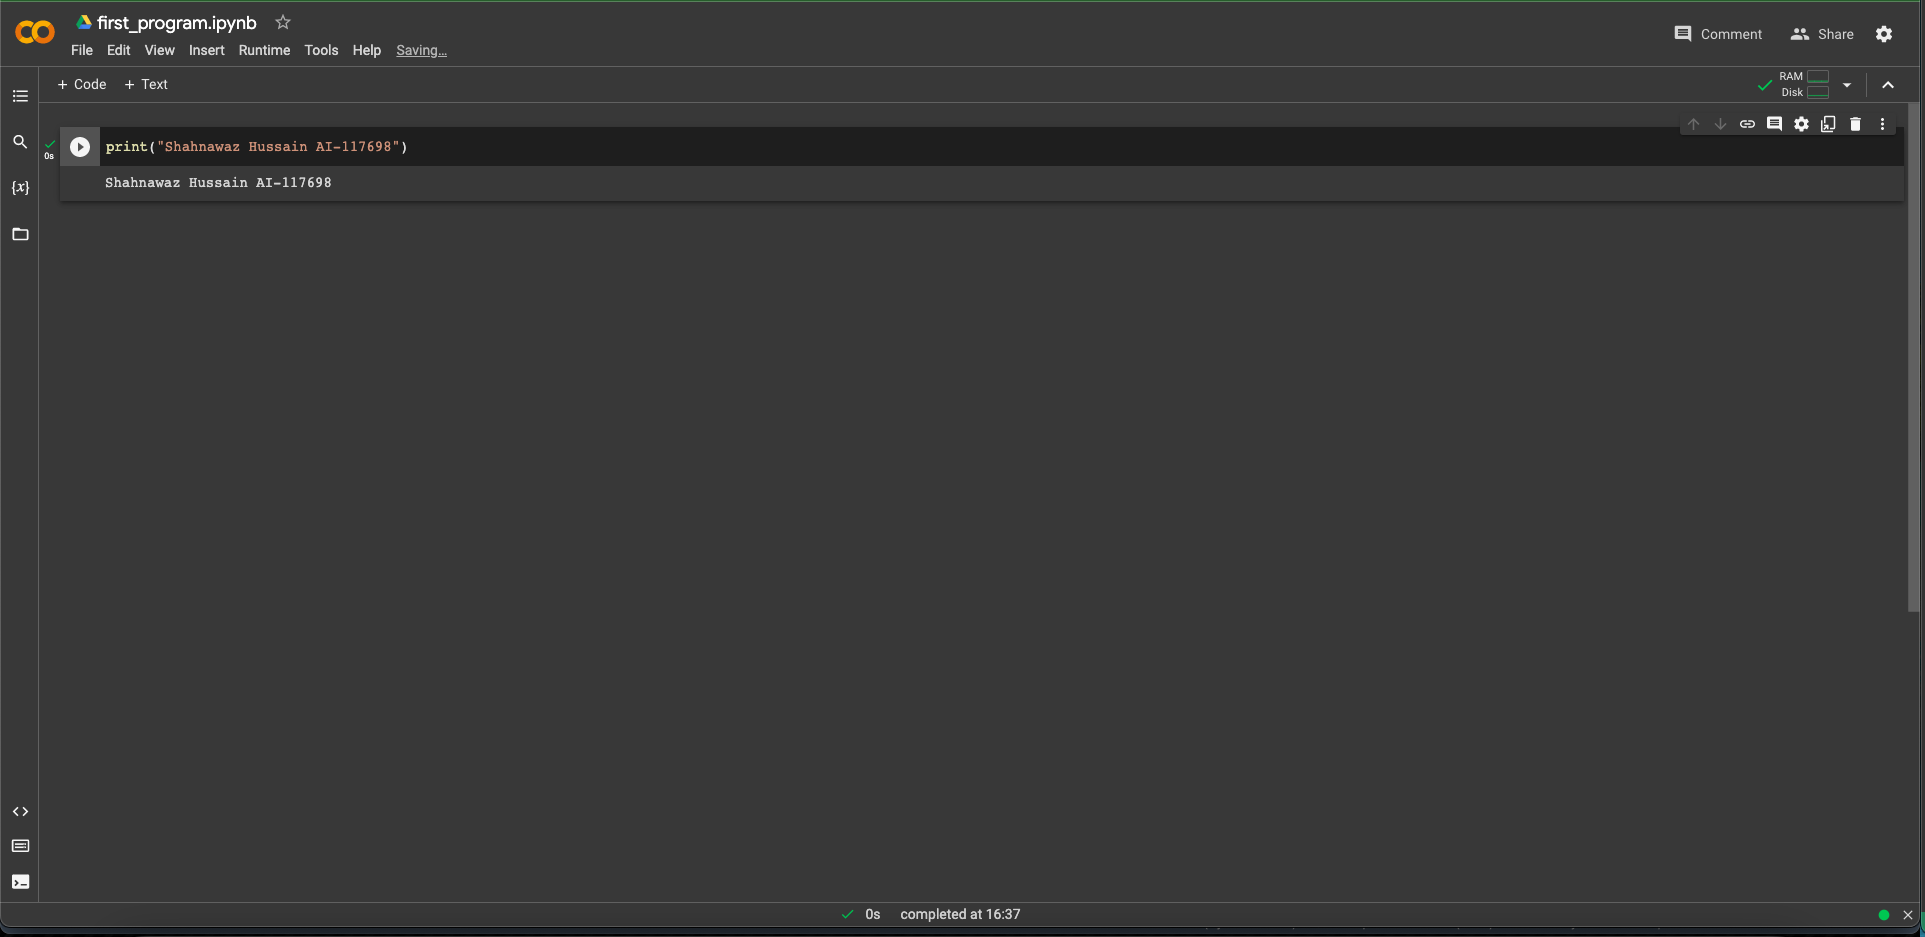 first_program.ipynb
File Edit View Insert Runtime Tools Help Saving...
Comment Share
+ Code + Text
RAM
Disk
0s
print("Shahnawaz Hussain AI-117698")
Shahnawaz Hussain AI-117698
{x}
0s completed at 16:37